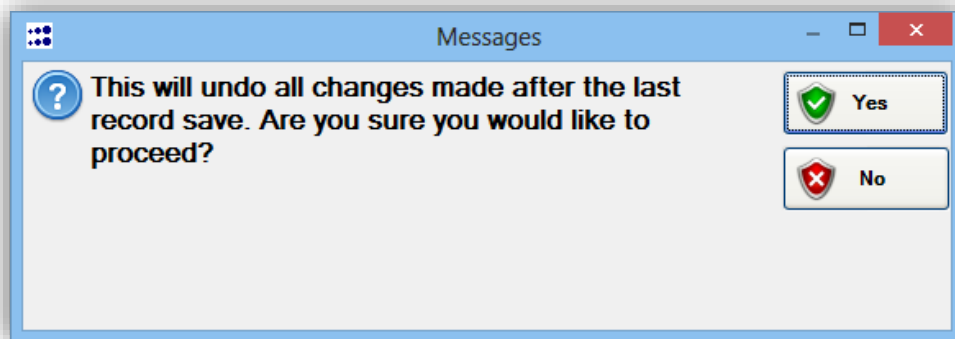 Messages
This will undo all changes made after the last
record save. Are you sure you would like to
proceed?
Yes
No